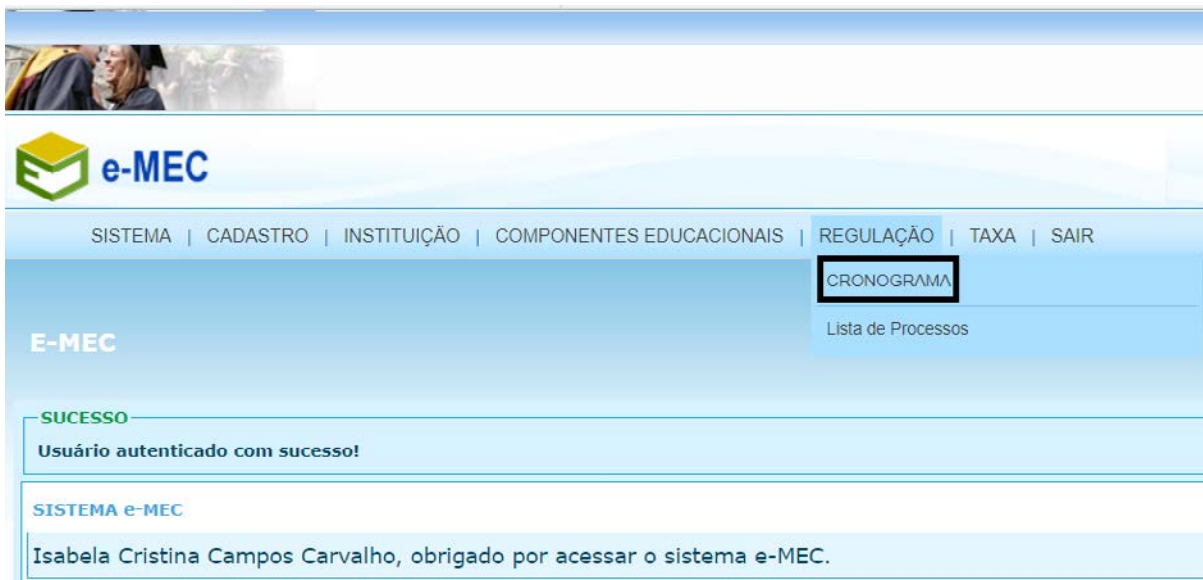 e-MEC
SISTEMA | CADASTRO | INSTITUIÇÃO | COMPONENTES EDUCACIONAIS | REGULAÇÃO | TAXA | SAIR
CRONOGRAMA
Lista de Processos
E-MEC
SUCESSO
Usuário autenticado com sucesso!
SISTEMA e-MEC
Isabela Cristina Campos Carvalho, obrigado por acessar o sistema e-MEC.